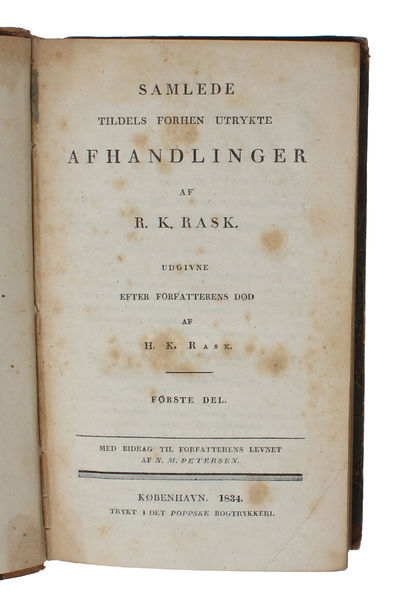 SAMLEDE
TILDELS FORHEN UTRYKTE
AFHANDLINGER
AF
R. K. RASK.
UDGIVNE
EFTER FORFATTERENS DØD
AF
H. K. RASK.
FØRSTE DEL.
MED BIDRAG TIL FORFATTERENS LEVNET
AF N. M. PETERSEN.
KØBENHAVN. 1834.
TRYKT I DET POPPSKE BOGTRYKKERI.